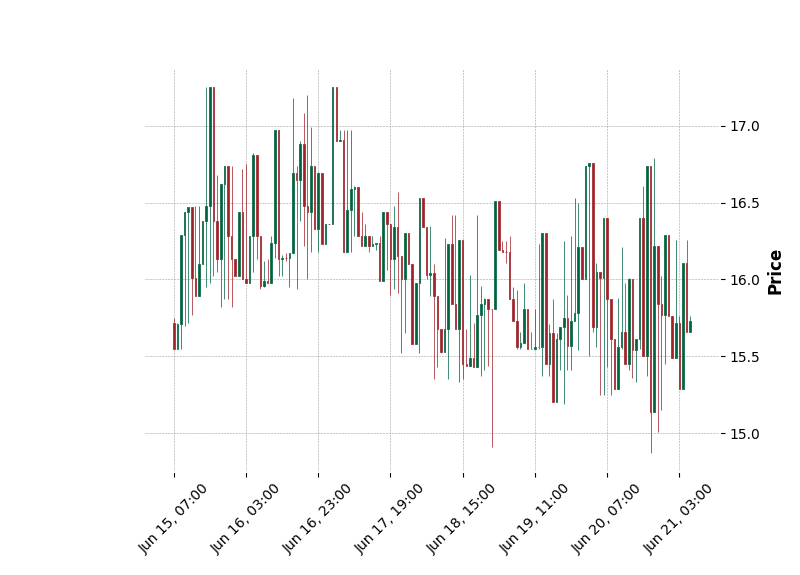 17.0
16.5
16.0
15.5
15.0
Price
Jun 15, 07:00
Jun 16, 03:00
Jun 16, 23:00
Jun 17, 19:00
Jun 18, 15:00
Jun 19, 11:00
Jun 20, 07:00
Jun 21, 03:00